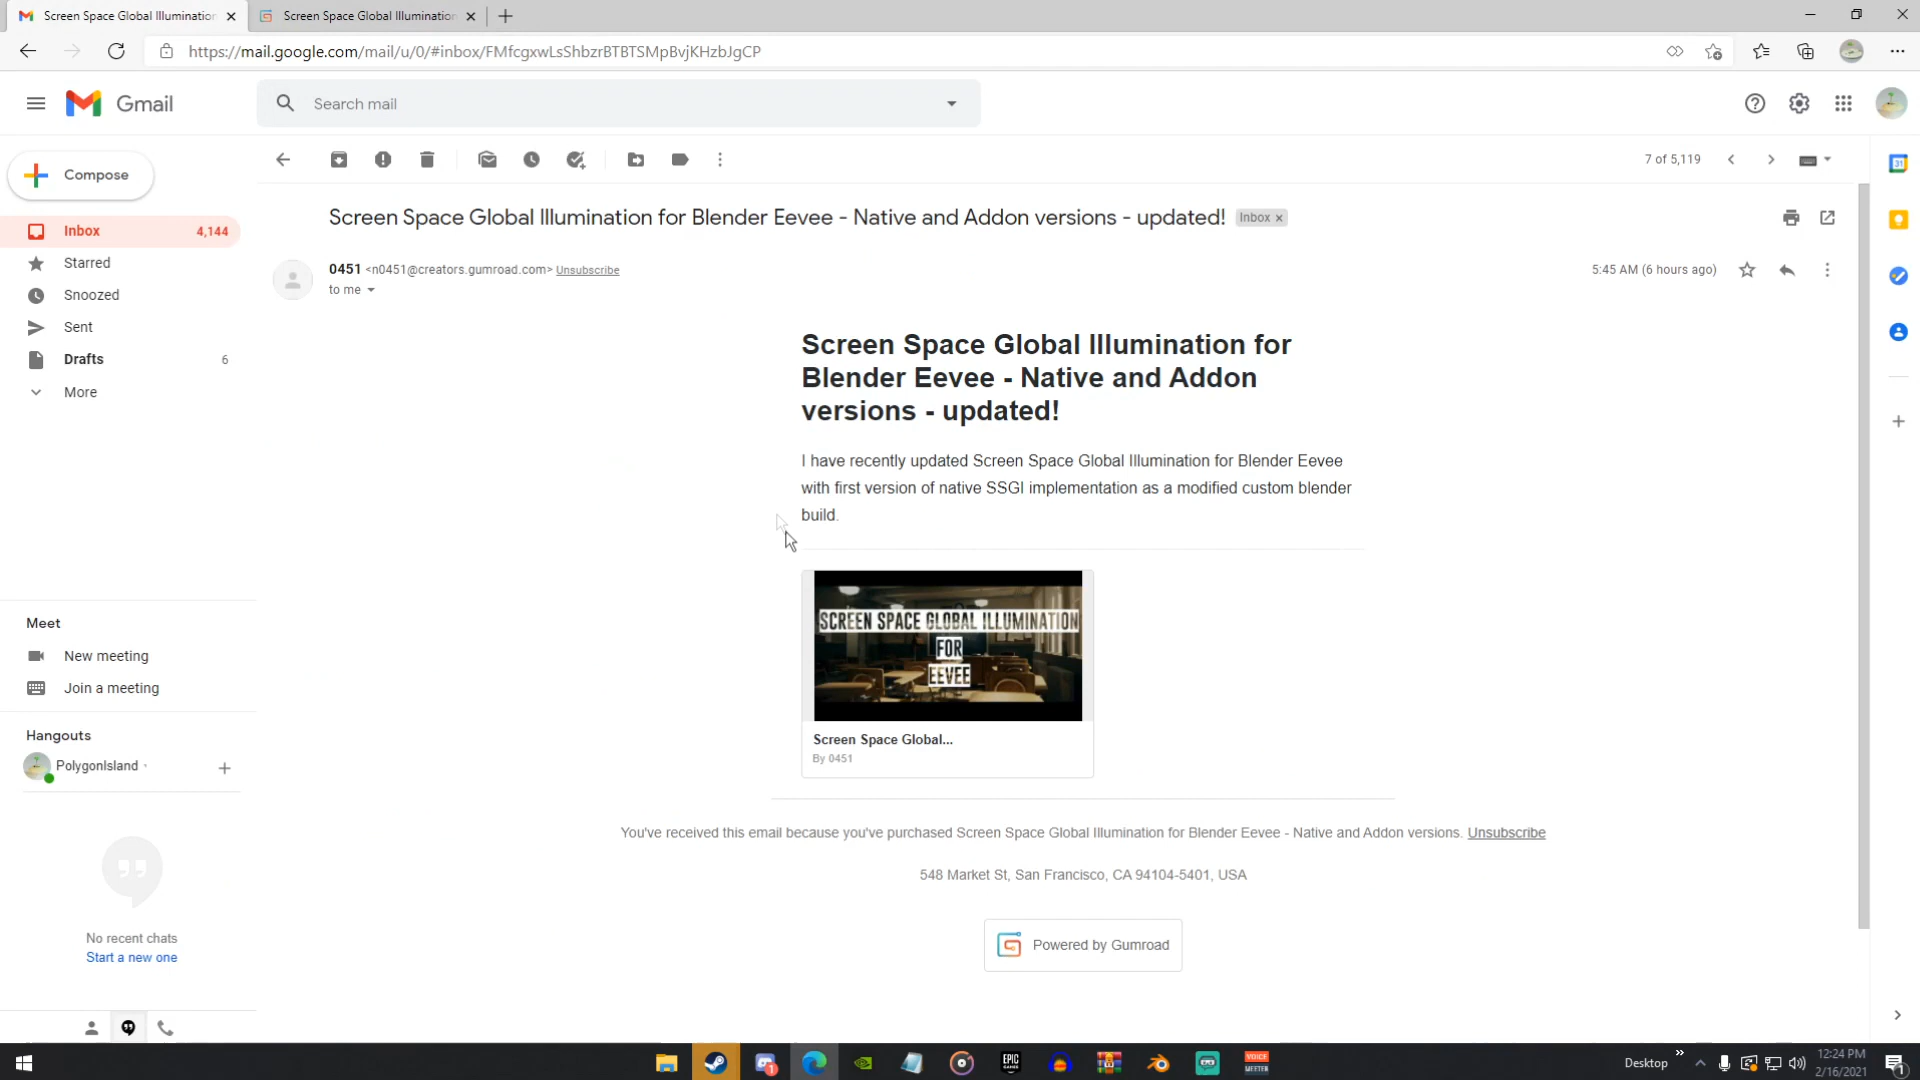 Screen Space Global Illumination
Screen Space Global Illumination
https://mail.google.com/mail/u/0/#inbox/FMfcgxwLsShbzrBTBTSMpBvjKHzbJgCP
Gmail
Search mail
Compose
7 of 5,119
Screen Space Global Illumination for Blender Eevee - Native and Addon versions - updated!
Inbox
Inbox 4,144
Starred
Snoozed
Sent
Drafts 6
More
0451 <n0451@creators.gumroad.com> Unsubscribe
5:45 AM (6 hours ago)
to me
Screen Space Global Illumination for
Blender Eevee - Native and Addon
versions - updated!
I have recently updated Screen Space Global Illumination for Blender Eevee
with first version of native SSGI implementation as a modified custom blender
build.
SCREEN SPACE GLOBAL ILLUMINATION
FOR
EEVEE
Screen Space Global...
By 0451
Meet
New meeting
Join a meeting
Hangouts
PolygonIsland
No recent chats
Start a new one
You've received this email because you've purchased Screen Space Global Illumination for Blender Eevee - Native and Addon versions. Unsubscribe
548 Market St, San Francisco, CA 94104-5401, USA
Powered by Gumroad
31
EPIC
GAMES
VOICE
MEETER
1
Desktop
12:24 PM
2/16/2021
1